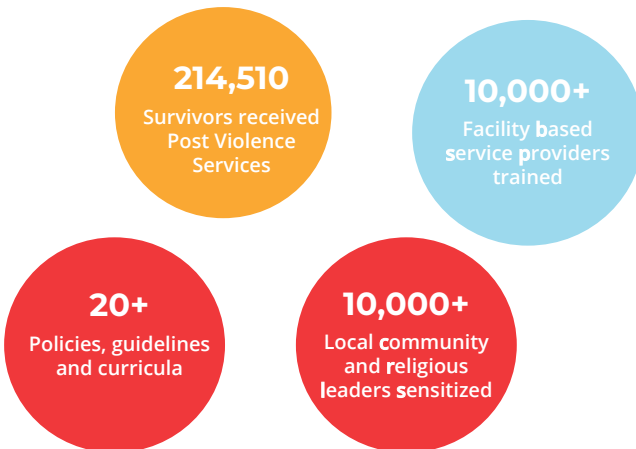 214,510
Survivors received
Post Violence
Services
10,000+
Facility based
service providers
trained
20+
Policies, guidelines
and curricula
10,000+
Local community
and religious
leaders sensitized